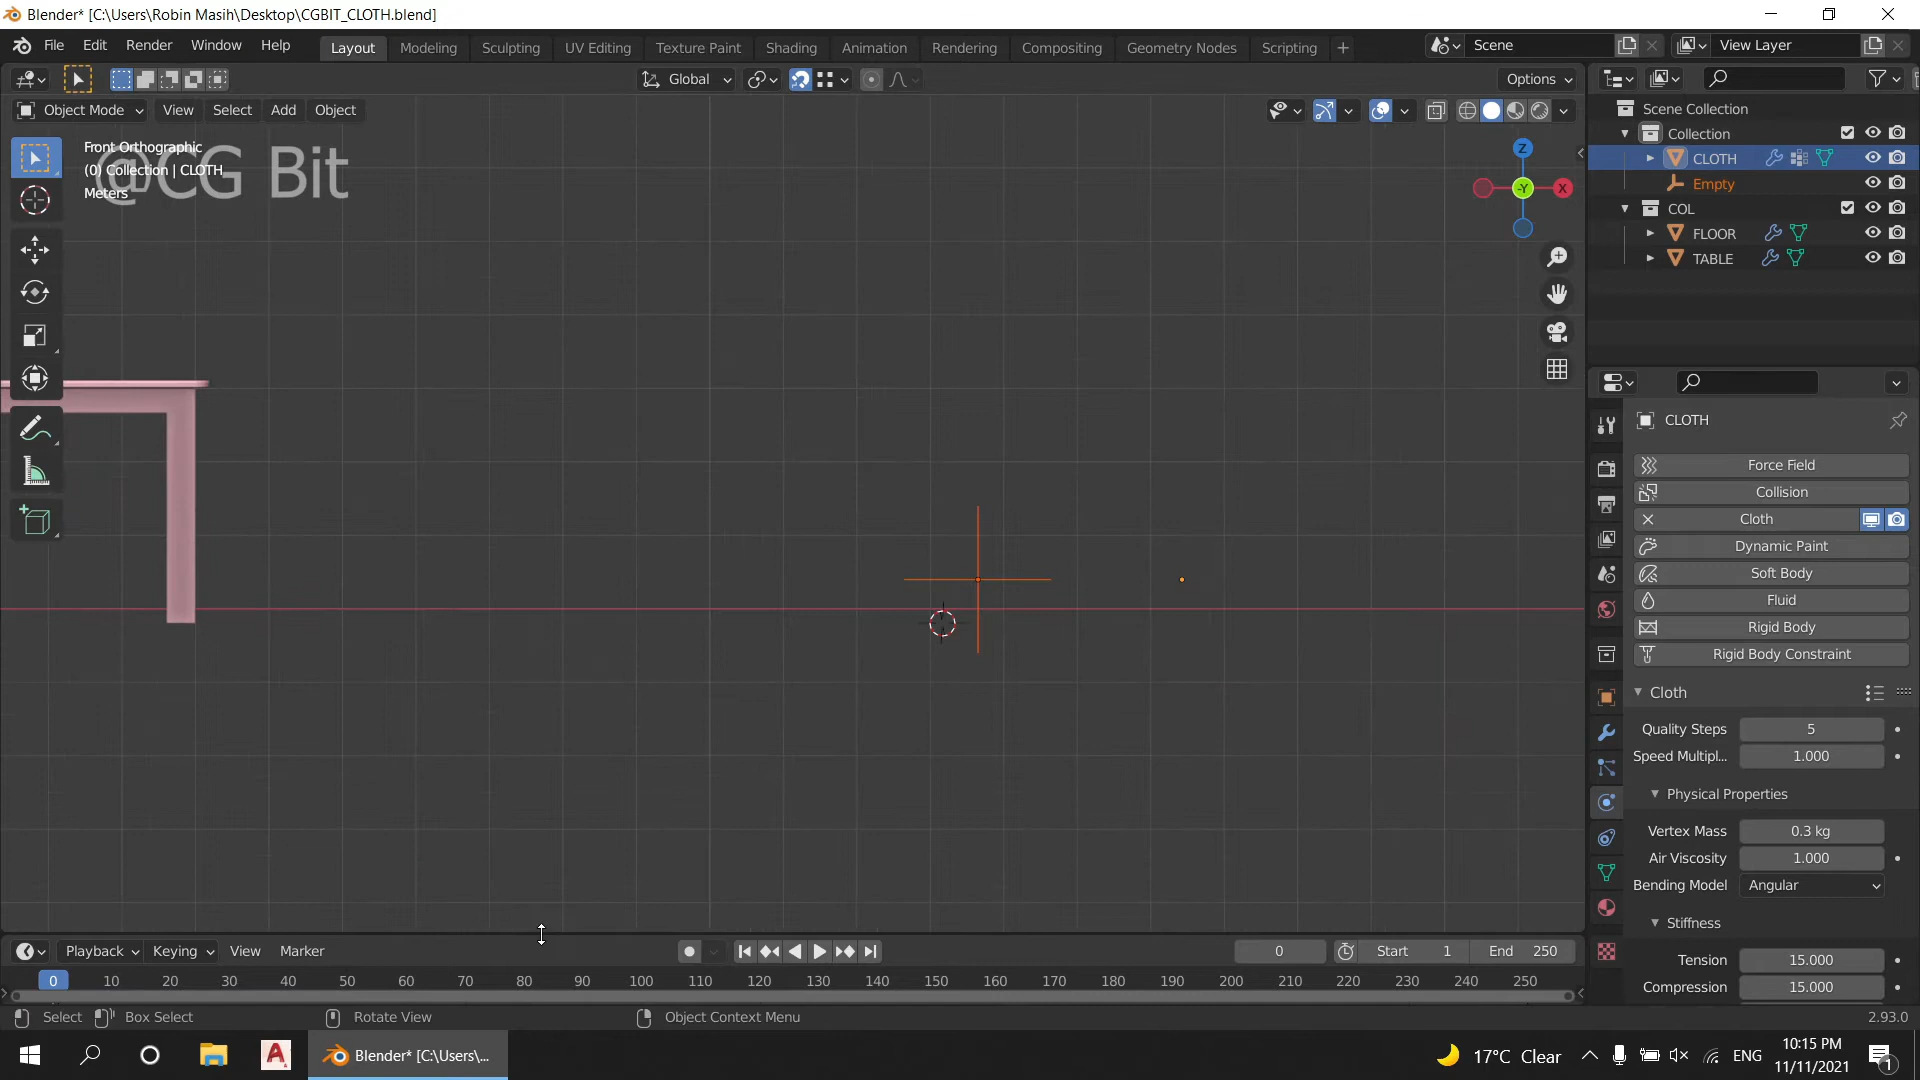 Blender* [C:\Users\Robin Masih\Desktop\CGBIT_CLOTH.blend]
File Edit Render Window Help Layout Modeling Sculpting UV Editing Texture Paint Shading Animation Rendering Compositing Geometry Nodes Scripting + Scene View Layer
Global Options
Object Mode View Select Add Object
Front Orthographic
(0) Collection | CLOTH
Meters
@CG Bit
Z
-Y
X
Scene Collection
Collection
CLOTH
Empty
COL
FLOOR
TABLE
CLOTH
Force Field
Collision
Cloth
Dynamic Paint
Soft Body
Fluid
Rigid Body
Rigid Body Constraint
Cloth
Quality Steps 5
Speed Multipl... 1.000
Physical Properties
Vertex Mass 0.3 kg
Air Viscosity 1.000
Bending Model Angular
Stiffness
Tension 15.000
Compression 15.000
Playback Keying View Marker 0 Start 1 End 250
0 10 20 30 40 50 60 70 80 90 100 110 120 130 140 150 160 170 180 190 200 210 220 230 240 250
Select Box Select Rotate View Object Context Menu 2.93.0
Blender* [C:\Users\... 17°C Clear ENG
10:15 PM
11/11/2021
1